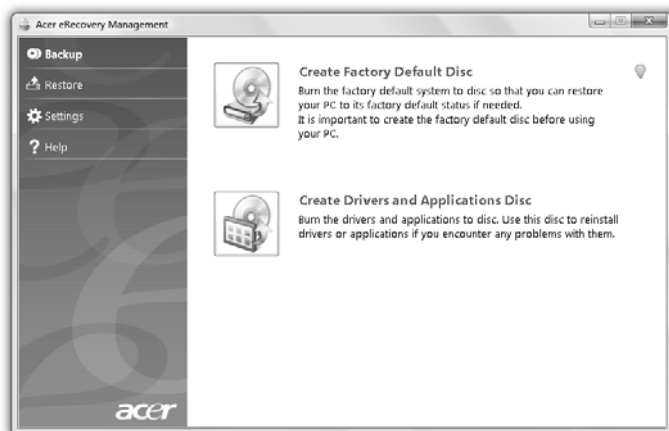 Acer eRecovery Management
Backup
Restore
Settings
Help
Create Factory Default Disc
Burn the factory default system to disc so that you can restore
your PC to its factory default status if needed.
It is important to create the factory default disc before using
your PC.
Create Drivers and Applications Disc
Burn the drivers and applications to disc. Use this disc to reinstall
drivers or applications if you encounter any problems with them.
acer